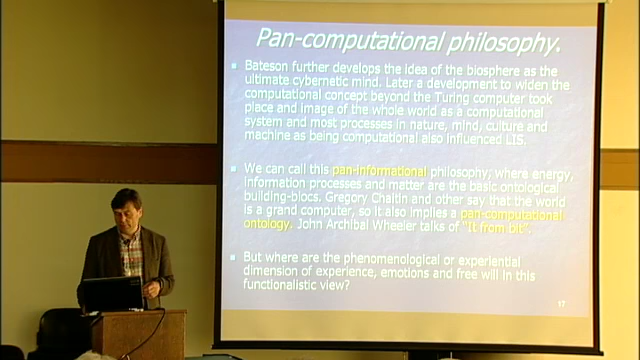 Pan-computational philosophy.
Bateson further develops the idea of the biosphere as the
ultimate cybernetic mind. Later a development to widen the
computational concept beyond the Turing computer took
place and image of the whole world as a computational
system and most processes in nature, mind, culture and
machine as being computational also influenced LIS.
We can call this pan-informational philosophy; where energy,
information processes and matter are the basic ontological
building-blocs. Gregory Chaitin and other say that the world
is a grand computer, so it also implies a pan-computational
ontology. John Archibal Wheeler talks of "It from bit".
But where are the phenomenological or experiential
dimension of experience, emotions and free will in this
functionalistic view?
17